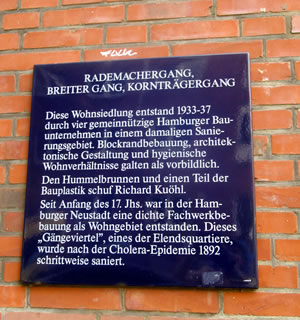 RADEMACHERGANG,
BREITER GANG, KORNTRÄGERGANG
Diese Wohnsiedlung entstand 1933-37
durch vier gemeinnützige Hamburger Bau-
unternehmen in einem damaligen Sanie-
rungsgebiet. Blockrandbebauung, architek-
tonische Gestaltung und hygienische
Wohnverhältnisse galten als vorbildlich.
Den Hummelbrunnen und einen Teil der
Bauplastik schuf Richard Kuöhl.
Seit Anfang des 17. Jhs. war in der Ham-
burger Neustadt eine dichte Fachwerkbe-
bauung als Wohngebiet entstanden. Dieses
„Gängeviertel", eines der Elendsquartiere,
wurde nach der Cholera-Epidemie 1892
schrittweise saniert.